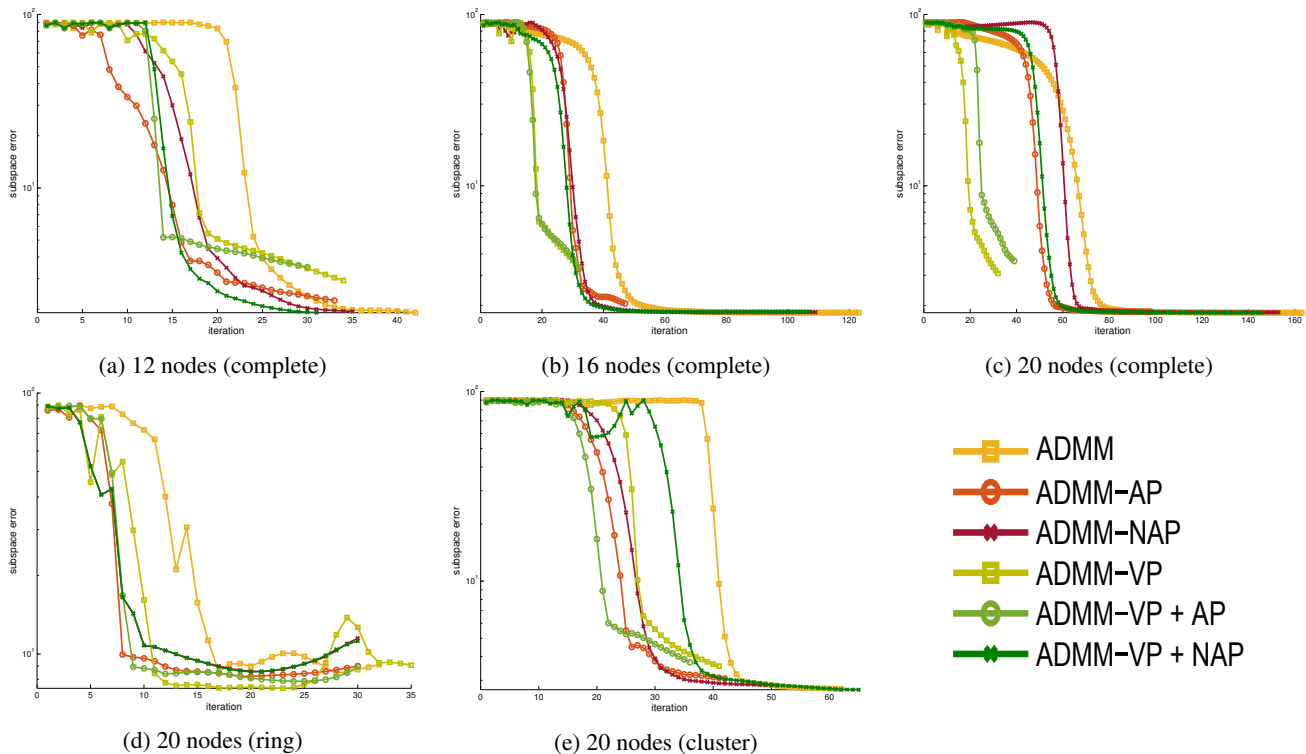 10²
subspace error
10¹
0 5 10 15 20 25 30 35 40
iteration
(a) 12 nodes (complete)
10²
subspace error
10¹
0 20 40 60 80 100 120
iteration
(b) 16 nodes (complete)
10²
subspace error
10¹
0 20 40 60 80 100 120 140 160
iteration
(c) 20 nodes (complete)
10²
subspace error
10¹
0 5 10 15 20 25 30 35
iteration
(d) 20 nodes (ring)
10²
subspace error
10¹
0 10 20 30 40 50 60
iteration
(e) 20 nodes (cluster)
ADMM
ADMM−AP
ADMM−NAP
ADMM−VP
ADMM−VP + AP
ADMM−VP + NAP